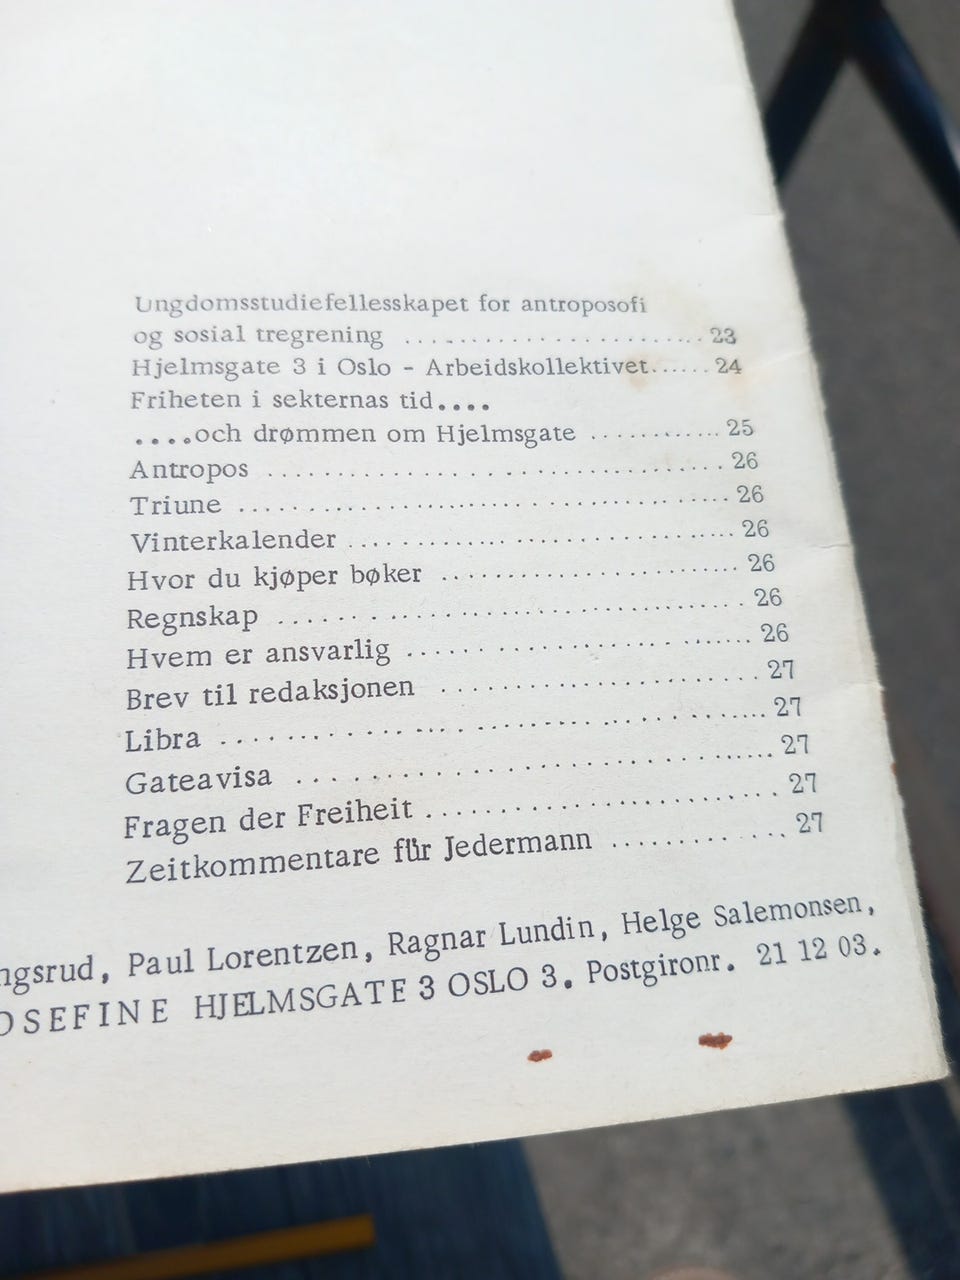 Ungdomsstudiefellesskapet for antroposofi
og sosial tregrening .......................... 23
Hjelmsgate 3 i Oslo - Arbeidskollektivet...... 24
Friheten i sekternas tid....
....och drømmen om Hjelmsgate ............ 25
Antropos .................................... 26
Triune ...................................... 26
Vinterkalender .............................. 26
Hvor du kjøper bøker ........................ 26
Regnskap .................................... 26
Hvem er ansvarlig ........................... 26
Brev til redaksjonen ........................ 27
Libra ....................................... 27
Gateavisa ................................... 27
Fragen der Freiheit ......................... 27
Zeitkommentare für Jedermann ............. 27
ngsrud, Paul Lorentzen, Ragnar Lundin, Helge Salemonsen,
OSEFINE HJELMSGATE 3 OSLO 3. Postgironr. 21 12 03.